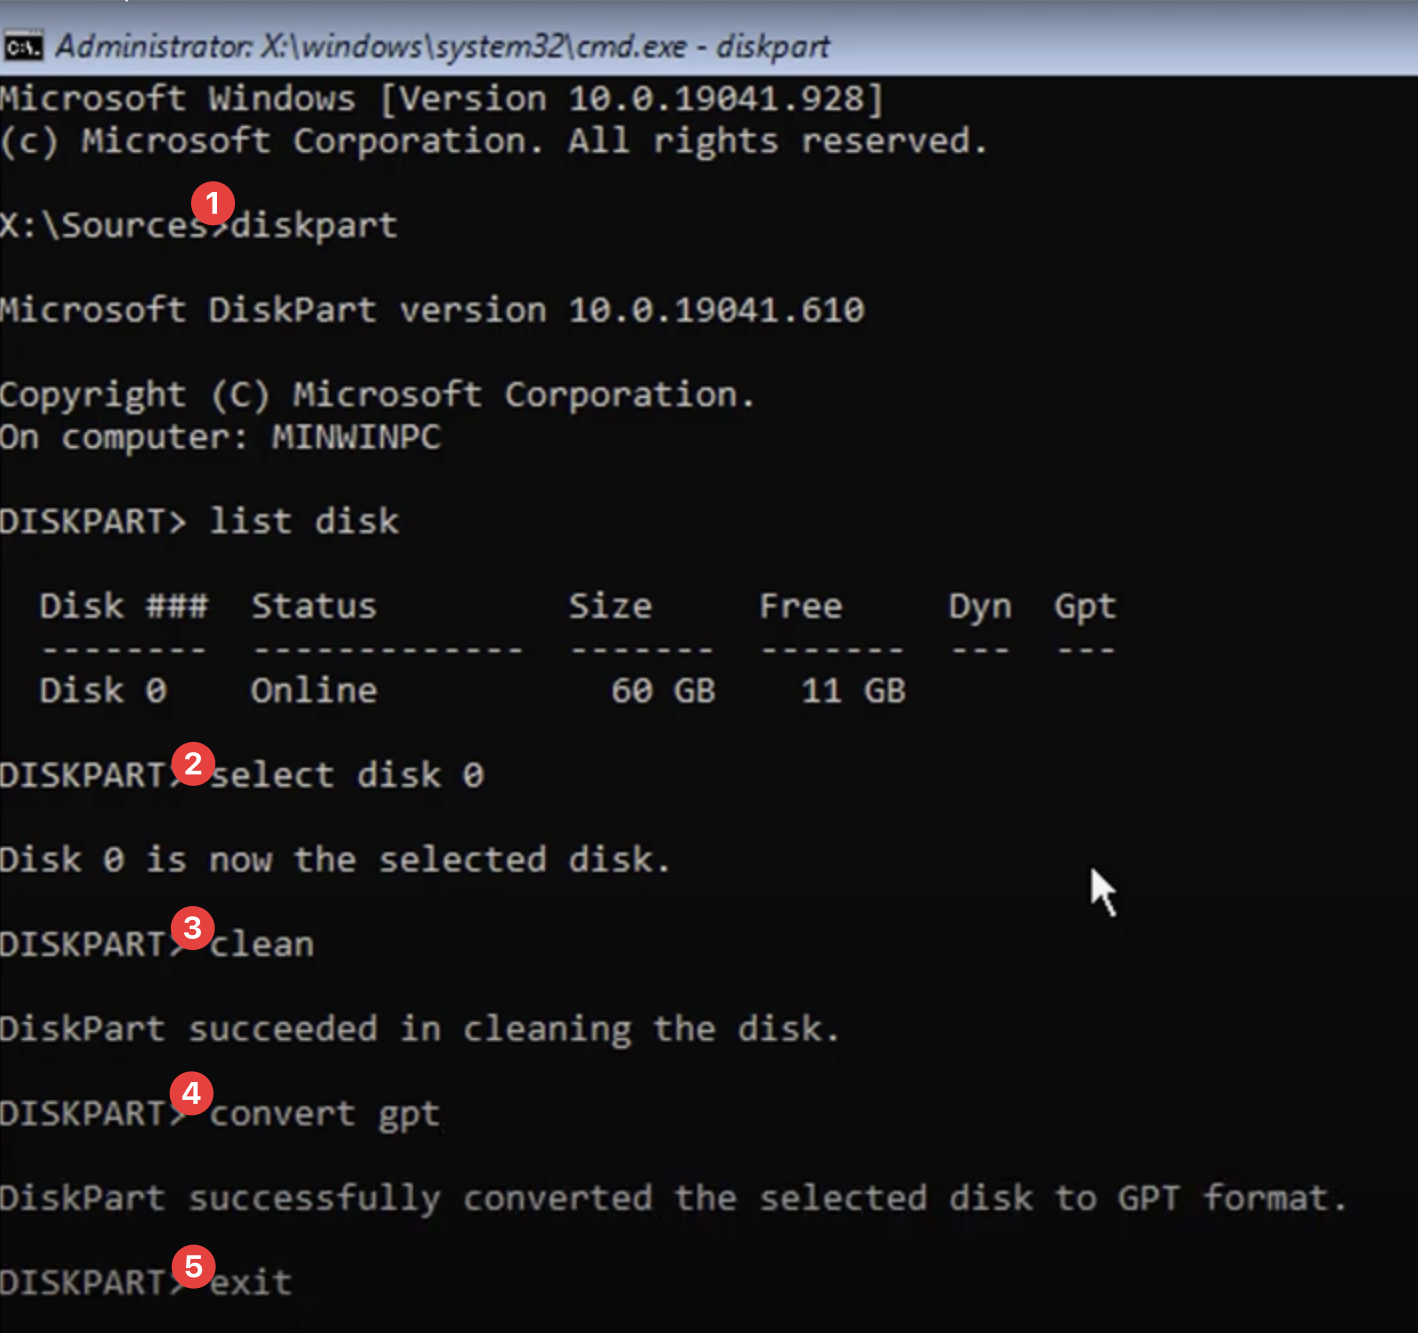 Administrator: X:\windows\system32\cmd.exe - diskpart
Microsoft Windows [Version 10.0.19041.928]
(c) Microsoft Corporation. All rights reserved.
1
X:\Sources>diskpart
Microsoft DiskPart version 10.0.19041.610
Copyright (C) Microsoft Corporation.
On computer: MINWINPC
DISKPART> list disk
Disk ###  Status         Size     Free     Dyn  Gpt
--------  -------------  -------  -------  ---  ---
Disk 0    Online           60 GB    11 GB
2
DISKPART> select disk 0
Disk 0 is now the selected disk.
3
DISKPART> clean
DiskPart succeeded in cleaning the disk.
4
DISKPART> convert gpt
DiskPart successfully converted the selected disk to GPT format.
5
DISKPART> exit